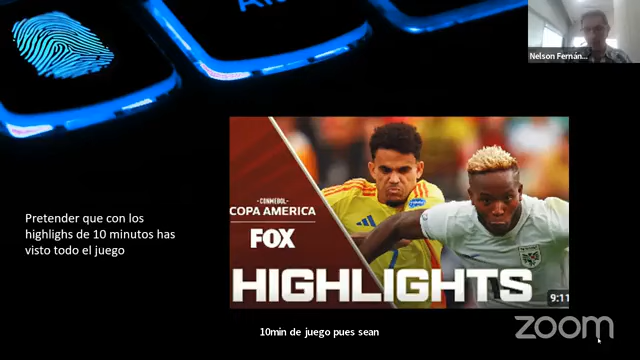 Nelson Fernán...
CONMEBOL
COPA AMERICA
FOX
HIGHLIGHTS
9:11
Pretender que con los
highlighs de 10 minutos has
visto todo el juego
10min de juego pues sean
zoom